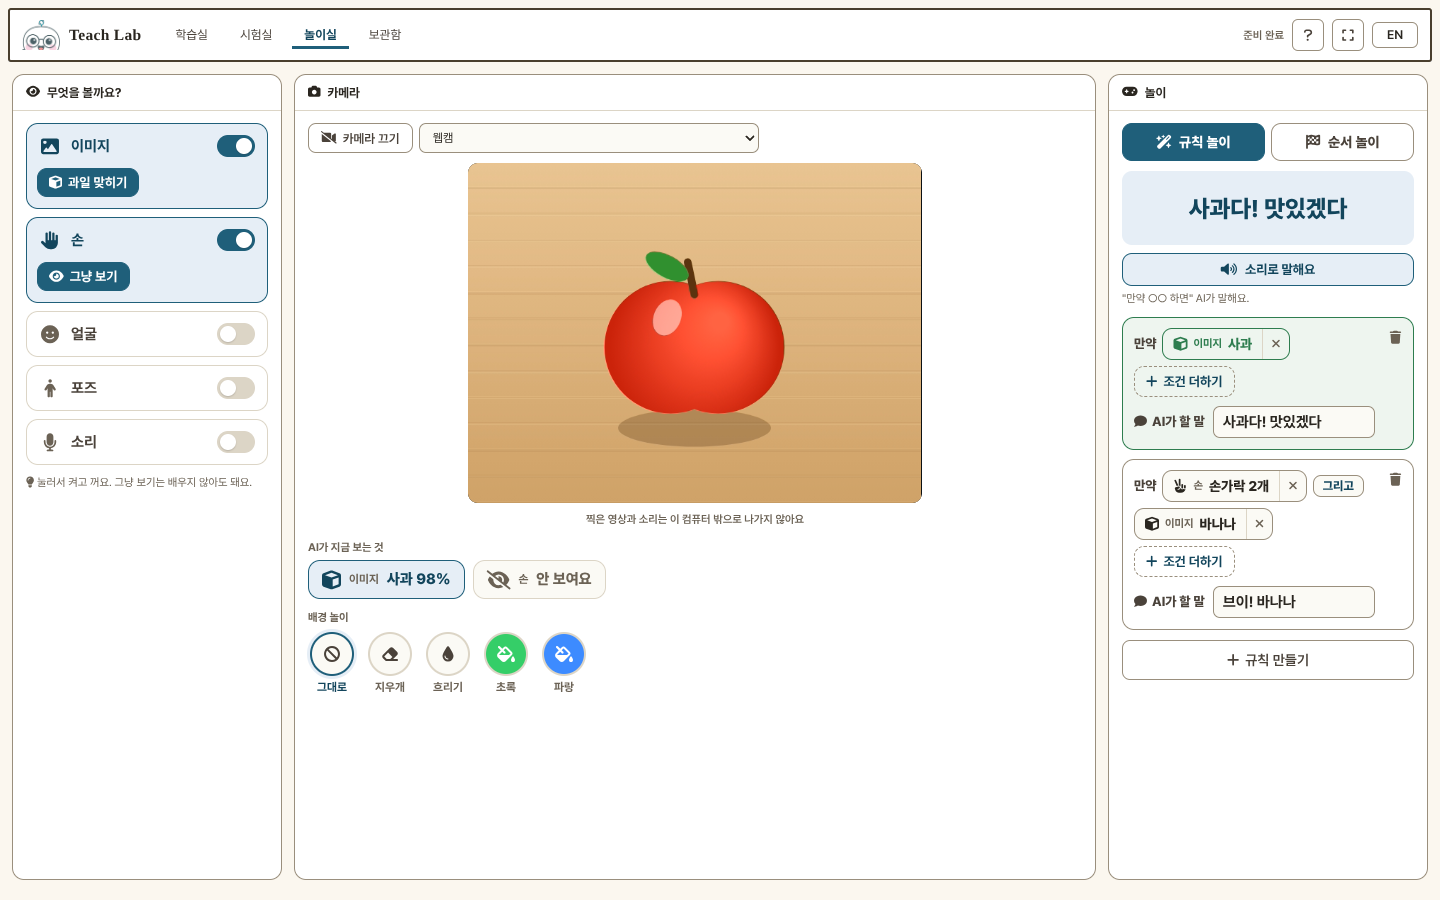 Teach Lab
학습실
시험실
놀이실
보관함
준비 완료
?
EN
무엇을 볼까요?
이미지
과일 맞히기
손
그냥 보기
얼굴
포즈
소리
눌러서 켜고 꺼요. 그냥 보기는 배우지 않아도 돼요.
카메라
카메라 끄기
웹캠
찍은 영상과 소리는 이 컴퓨터 밖으로 나가지 않아요
AI가 지금 보는 것
이미지 사과 98%
손 안 보여요
배경 놀이
그대로
지우개
흐리기
초록
파랑
놀이
규칙 놀이
순서 놀이
사과다! 맛있겠다
소리로 말해요
"만약 ○○ 하면" AI가 말해요.
만약 이미지 사과 ×
+ 조건 더하기
AI가 할 말 사과다! 맛있겠다
만약 손 손가락 2개 × 그리고
이미지 바나나 ×
+ 조건 더하기
AI가 할 말 브이! 바나나
+ 규칙 만들기